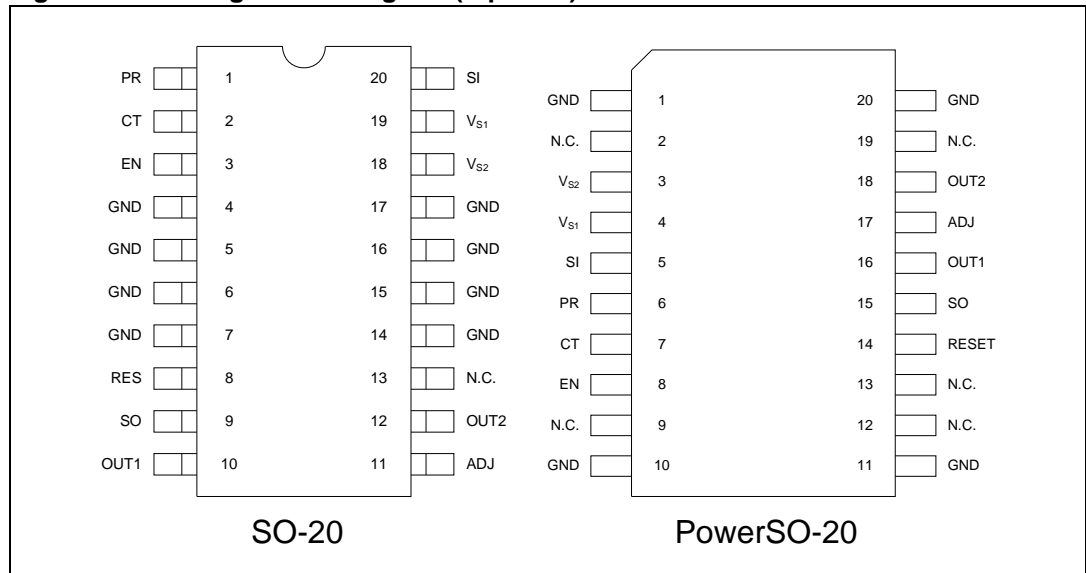 PR 1 20 SI
CT 2 19 VS1
EN 3 18 VS2
GND 4 17 GND
GND 5 16 GND
GND 6 15 GND
GND 7 14 GND
RES 8 13 N.C.
SO 9 12 OUT2
OUT1 10 11 ADJ
SO-20
GND 1 20 GND
N.C. 2 19 N.C.
VS2 3 18 OUT2
VS1 4 17 ADJ
SI 5 16 OUT1
PR 6 15 SO
CT 7 14 RESET
EN 8 13 N.C.
N.C. 9 12 N.C.
GND 10 11 GND
PowerSO-20